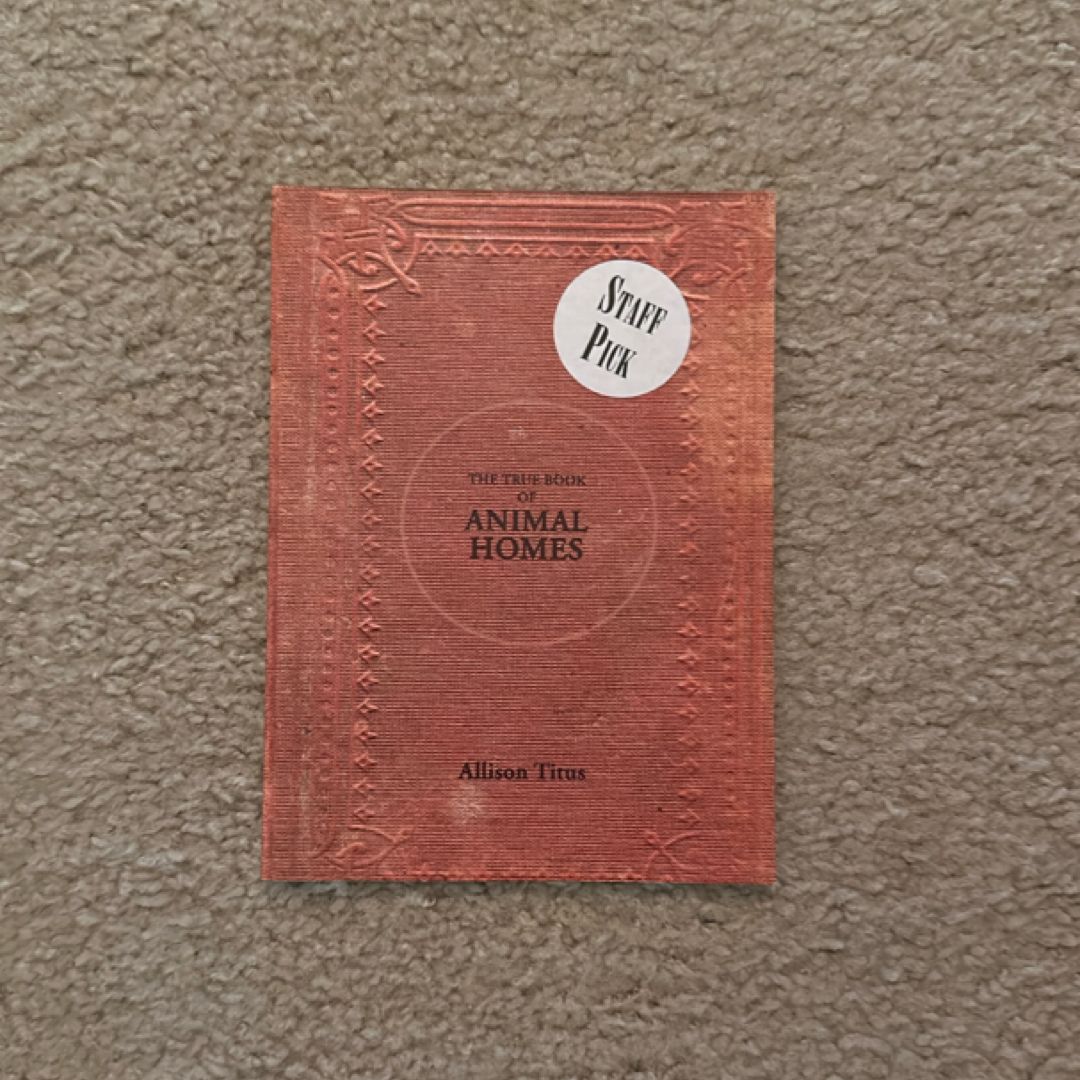 STAFF
PICK
THE TRUE BOOK
OF
ANIMAL
HOMES
Allison Titus